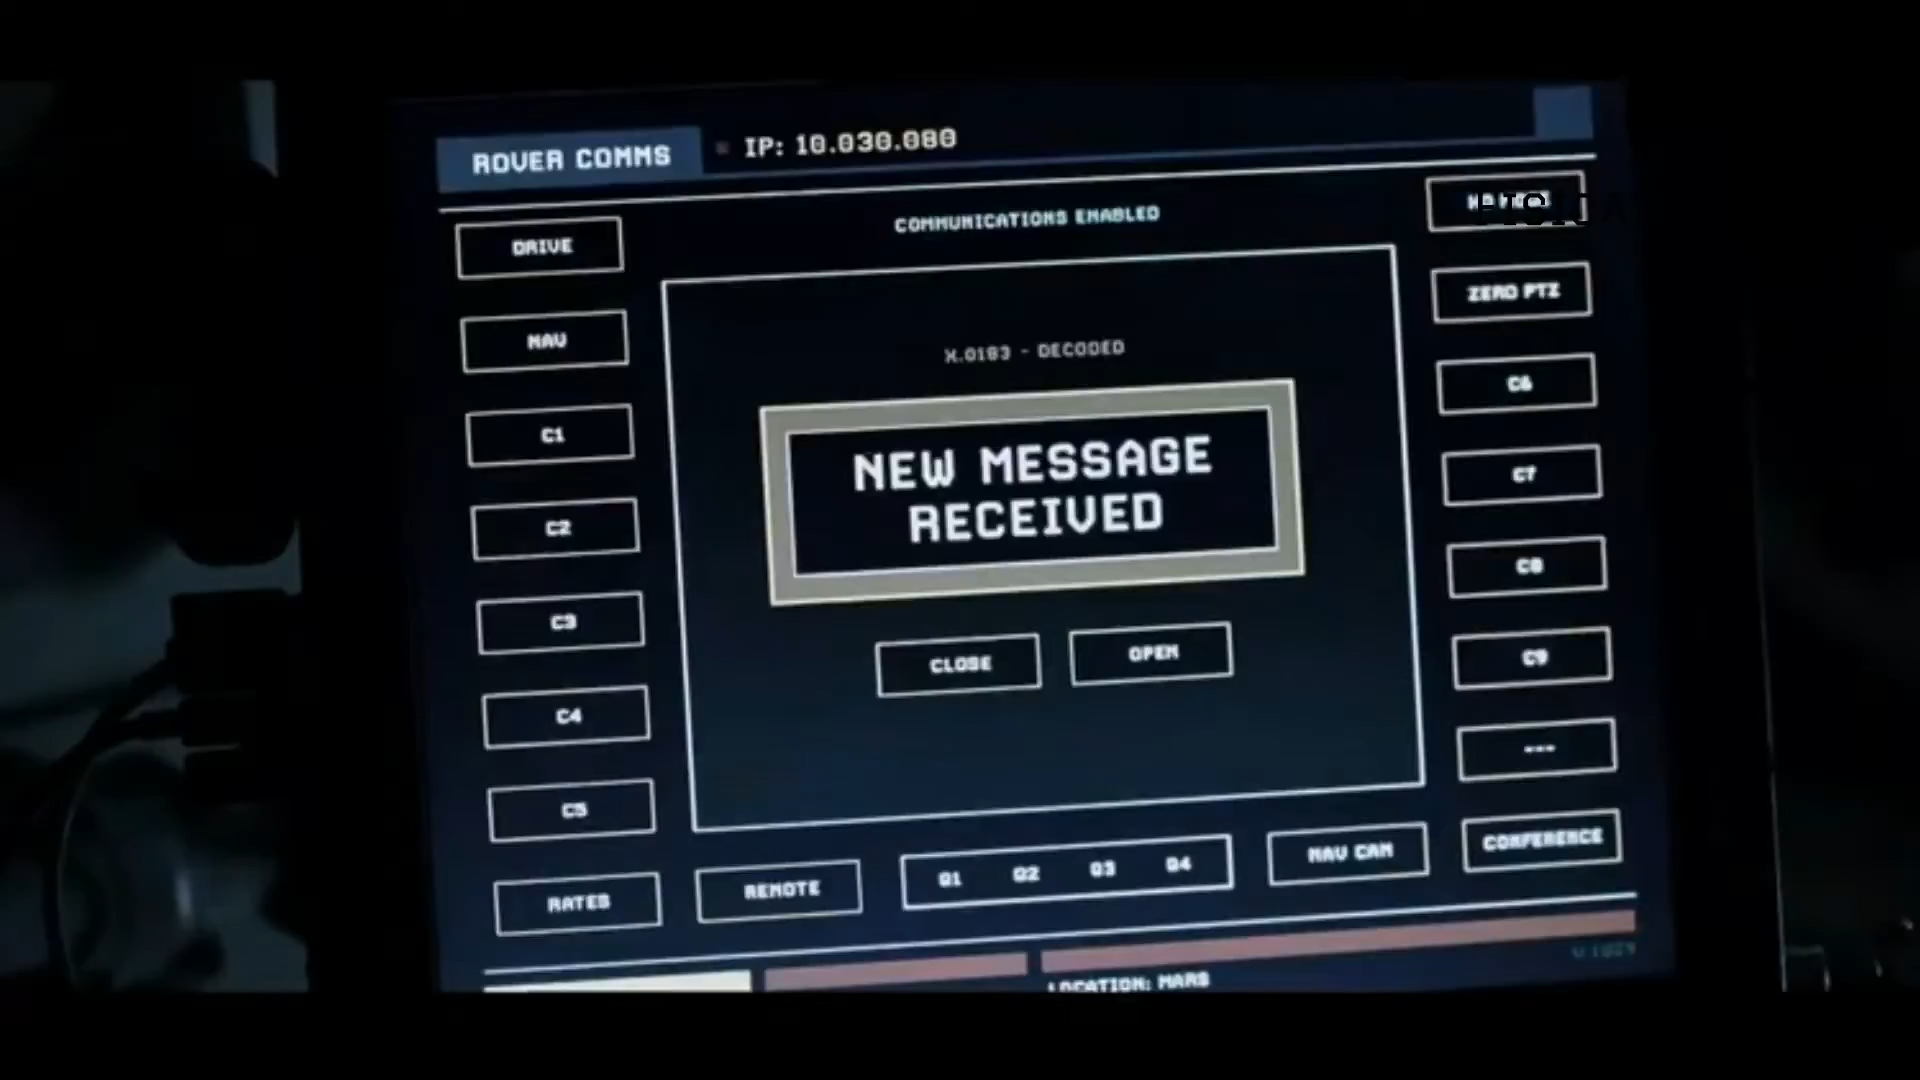 ROVER COMMS
IP: 10.030.080
COMMUNICATIONS ENABLED
DRIVE
NAV
C1
C2
C3
C4
C5
RATES
X.0183 - DECODED
NEW MESSAGE
RECEIVED
CLOSE
OPEN
REMOTE
Q1 Q2 Q3 Q4
NAV CAM
ZERO PTZ
C6
C7
C8
C9
---
CONFERENCE
LOCATION: MARS